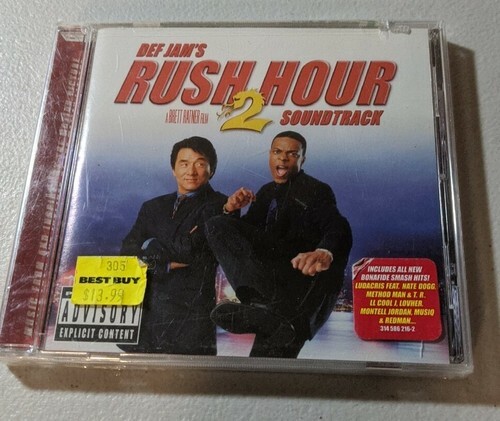 DEF JAM'S
RUSH HOUR
2
A BRETT RATNER FILM
SOUNDTRACK
305
BEST BUY
$13.99
ADVISORY
EXPLICIT CONTENT
INCLUDES ALL NEW
BONAFIDE SMASH HITS!
LUDACRIS FEAT. NATE DOGG,
METHOD MAN & T. R.
LL COOL J, LOVHER,
MONTELL JORDAN, MUSIQ
& REDMAN...
314 586 216-2